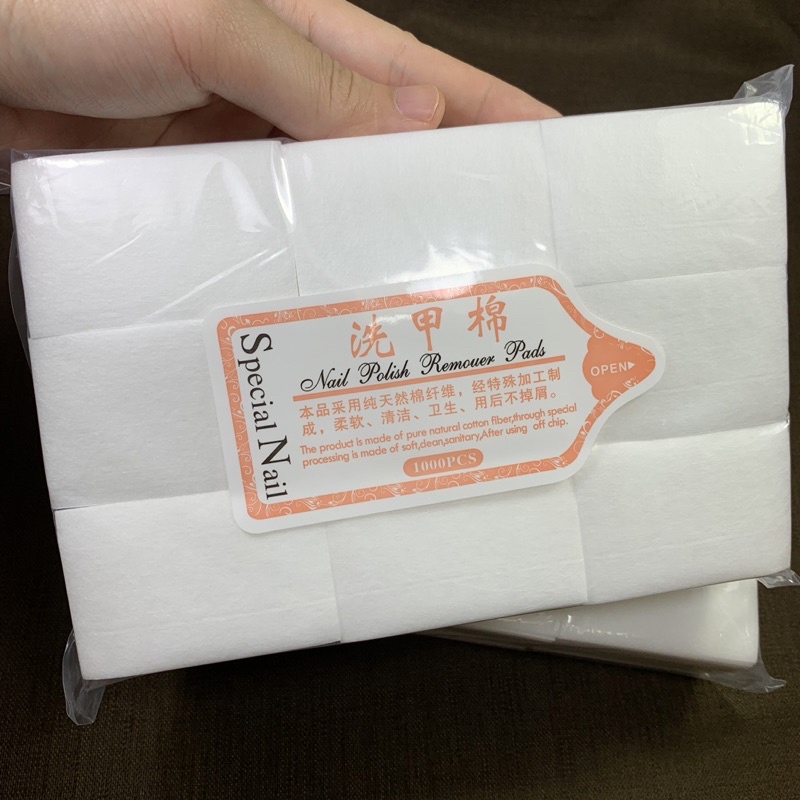 洗甲棉
Nail Polish Remouer Pads
Special Nail
本品采用纯天然棉纤维，经特殊加工制
成，柔软、清洁、卫生、用后不掉屑。
The product is made of pure natural cotton fiber,through special
processing is made of soft,clean,sanitary,After using off chip.
1000PCS
OPEN▶